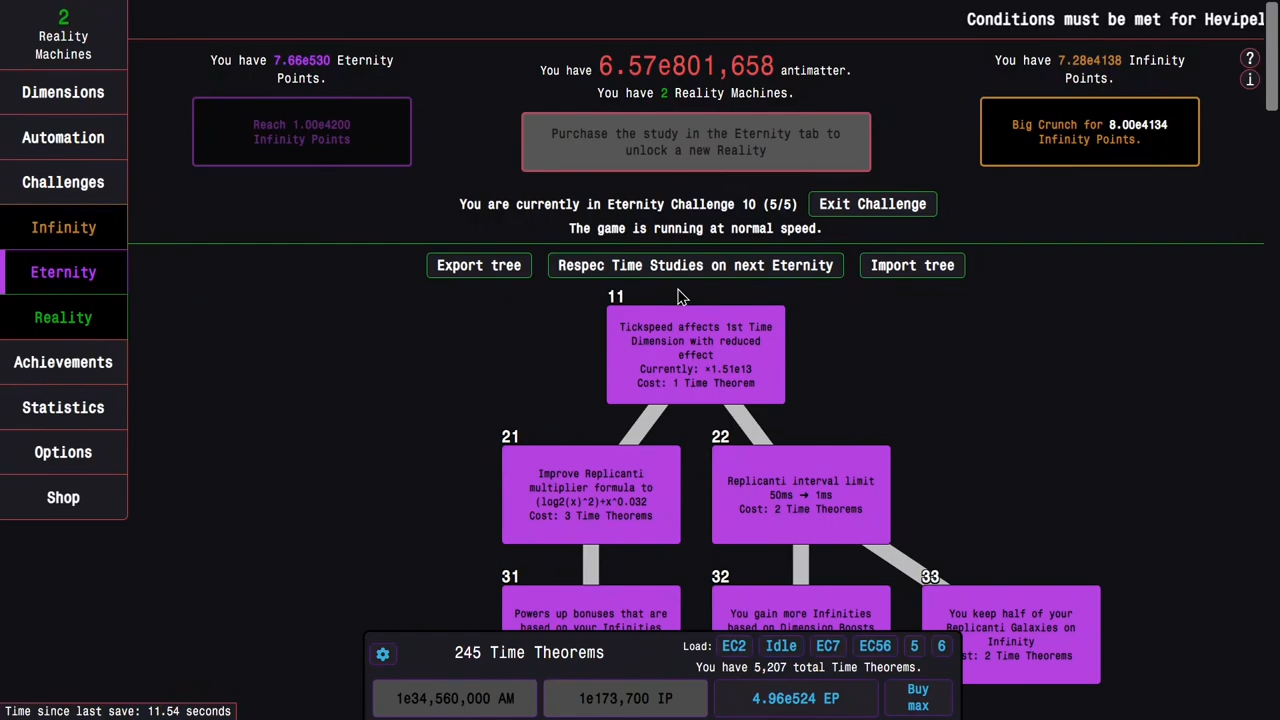 2
Reality
Machines
Dimensions
Automation
Challenges
Infinity
Eternity
Reality
Achievements
Statistics
Options
Shop
Conditions must be met for Hevipel
You have 7.66e530 Eternity
Points.
Reach 1.00e4200
Infinity Points
You have 6.57e801,658 antimatter.
You have 2 Reality Machines.
Purchase the study in the Eternity tab to
unlock a new Reality
You have 7.28e4138 Infinity
Points.
Big Crunch for 8.00e4134
Infinity Points.
?
i
You are currently in Eternity Challenge 10 (5/5) Exit Challenge
The game is running at normal speed.
Export tree Respec Time Studies on next Eternity Import tree
11
Tickspeed affects 1st Time
Dimension with reduced
effect
Currently: ×1.51e13
Cost: 1 Time Theorem
21
Improve Replicanti
multiplier formula to
(log2(x)^2)+x^0.032
Cost: 3 Time Theorems
22
Replicanti interval limit
50ms ➜ 1ms
Cost: 2 Time Theorems
31
Powers up bonuses that are
based on your Infinities
32
You gain more Infinities
based on Dimension Boosts
33
You keep half of your
Replicanti Galaxies on
Infinity
st: 2 Time Theorems
245 Time Theorems
Load: EC2 Idle EC7 EC56 5 6
You have 5,207 total Time Theorems.
1e34,560,000 AM
1e173,700 IP
4.96e524 EP
Buy
max
Time since last save: 11.54 seconds